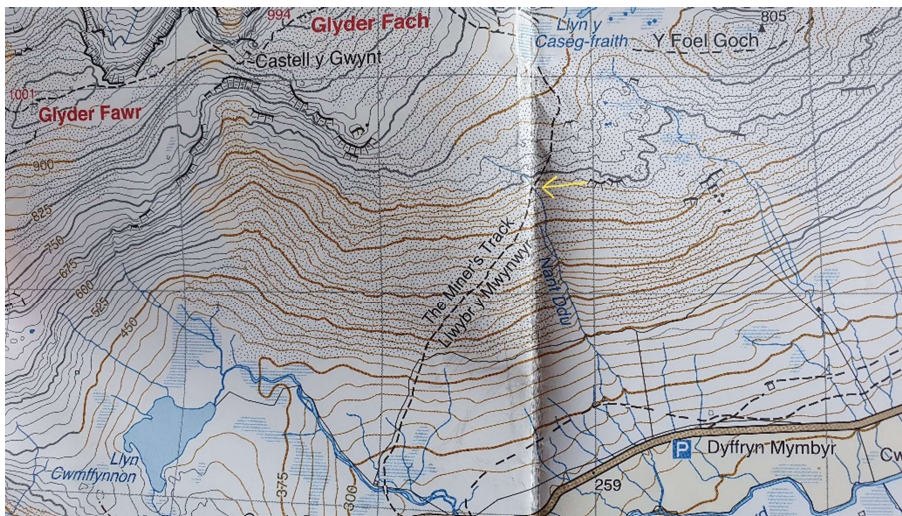 994
Glyder Fach
Llyn y
Caseg-fraith
805
Y Foel Goch
Castell y Gwynt
1001
Glyder Fawr
900
825
750
675
600
525
450
The Miner's Track
Llwybr y Mwynwyr
Nant Ddu
Llyn
Cwmffynnon
375
300
P
Dyffryn Mymbyr
Cw
259